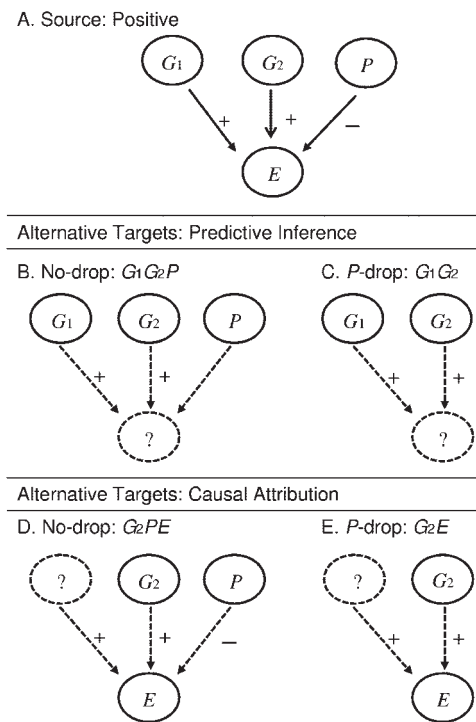 A. Source: Positive
G1 G2 P
+ + −
E
Alternative Targets: Predictive Inference
B. No-drop: G1G2P C. P-drop: G1G2
G1 G2 P G1 G2
+ + + +
? ?
Alternative Targets: Causal Attribution
D. No-drop: G2PE E. P-drop: G2E
? G2 P ? G2
+ + − + +
E E